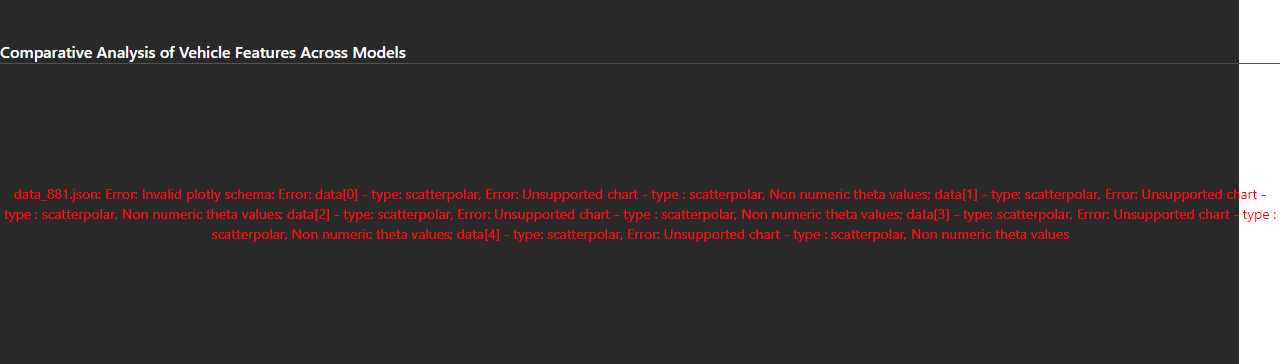 Comparative Analysis of Vehicle Features Across Models
data_881.json: Error: Invalid plotly schema: Error: data[0] - type: scatterpolar, Error: Unsupported chart - type : scatterpolar, Non numeric theta values; data[1] - type: scatterpolar, Error: Unsupported chart -
type : scatterpolar, Non numeric theta values; data[2] - type: scatterpolar, Error: Unsupported chart - type : scatterpolar, Non numeric theta values; data[3] - type: scatterpolar, Error: Unsupported chart - type :
scatterpolar, Non numeric theta values; data[4] - type: scatterpolar, Error: Unsupported chart - type : scatterpolar, Non numeric theta values